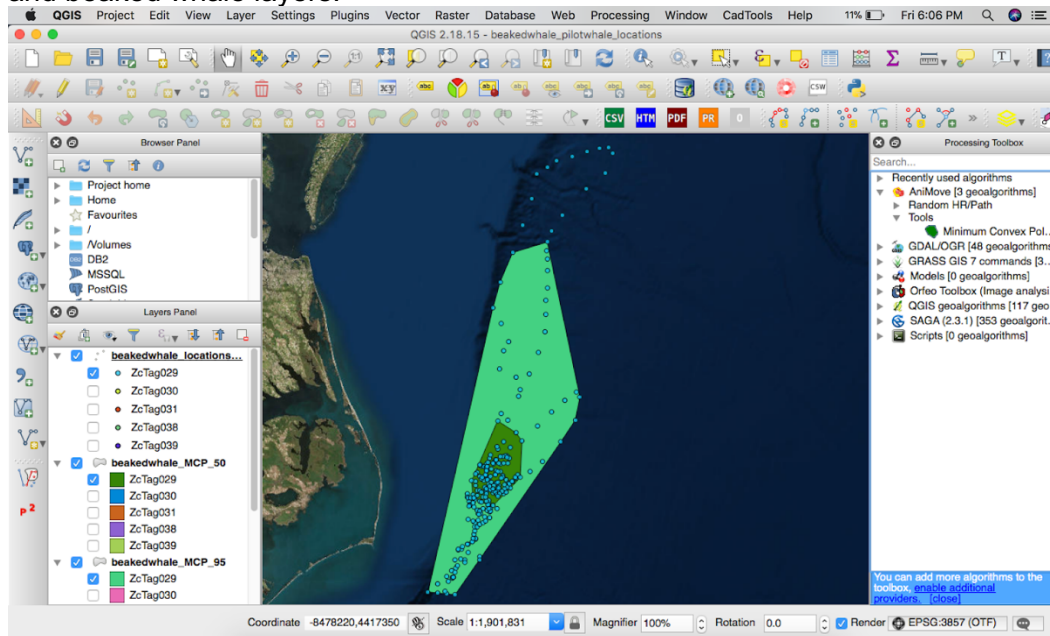 and beaked whale layers.
QGIS Project Edit View Layer Settings Plugins Vector Raster Database Web Processing Window CadTools Help 11% Fri 6:06 PM
QGIS 2.18.15 - beakedwhale_pilotwhale_locations
CSV HTM PDF PR 0 »
Browser Panel
Project home
Home
Favourites
/
/Volumes
DB2
MSSQL
PostGIS
Layers Panel
beakedwhale_locations...
ZcTag029
ZcTag030
ZcTag031
ZcTag038
ZcTag039
beakedwhale_MCP_50
ZcTag029
ZcTag030
ZcTag031
ZcTag038
ZcTag039
beakedwhale_MCP_95
ZcTag029
ZcTag030
Processing Toolbox
Search...
Recently used algorithms
AniMove [3 geoalgorithms]
Random HR/Path
Tools
Minimum Convex Pol...
GDAL/OGR [48 geoalgorithms
GRASS GIS 7 commands [3...
Models [0 geoalgorithms]
Orfeo Toolbox (Image analysi
QGIS geoalgorithms [117 geo
SAGA (2.3.1) [353 geoalgorit...
Scripts [0 geoalgorithms]
You can add more algorithms to the
toolbox, enable additional
providers. [close]
Coordinate -8478220,4417350 Scale 1:1,901,831 Magnifier 100% Rotation 0.0 Render EPSG:3857 (OTF)